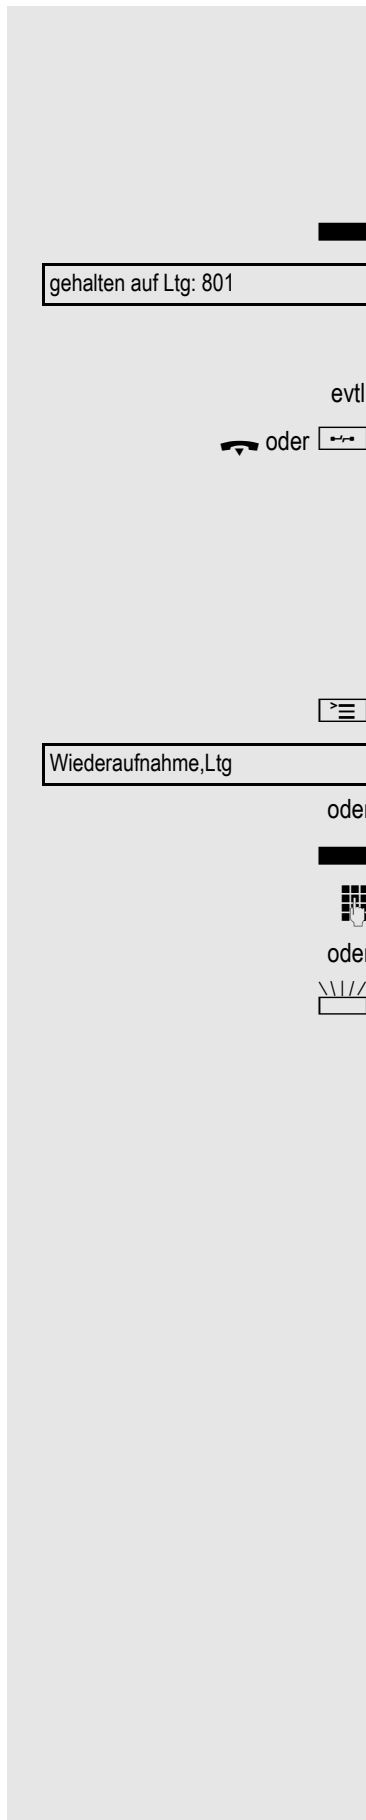 gehalten auf Ltg: 801
evtl
oder
Wiederaufnahme,Ltg
oder
oder